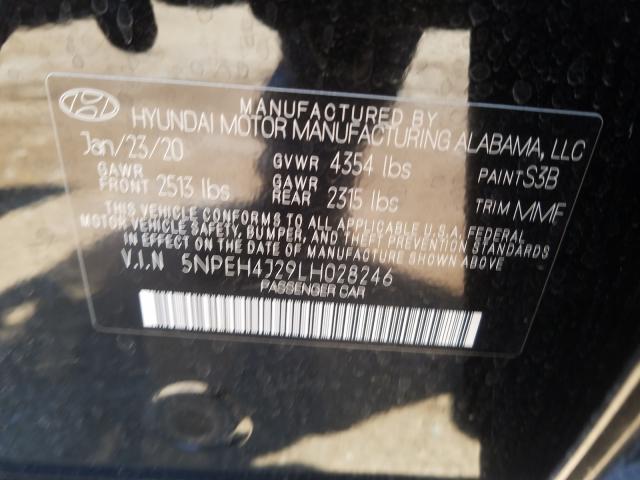 MANUFACTURED BY
HYUNDAI MOTOR MANUFACTURING ALABAMA, LLC
Jan/23/20 GVWR 4354 lbs PAINT S3B
GAWR FRONT 2513 lbs GAWR REAR 2315 lbs TRIM MMF
THIS VEHICLE CONFORMS TO ALL APPLICABLE U.S.A. FEDERAL
MOTOR VEHICLE SAFETY, BUMPER, AND THEFT PREVENTION STANDARDS
IN EFFECT ON THE DATE OF MANUFACTURE SHOWN ABOVE.
V.I.N 5NPEH4J29LH028246
PASSENGER CAR